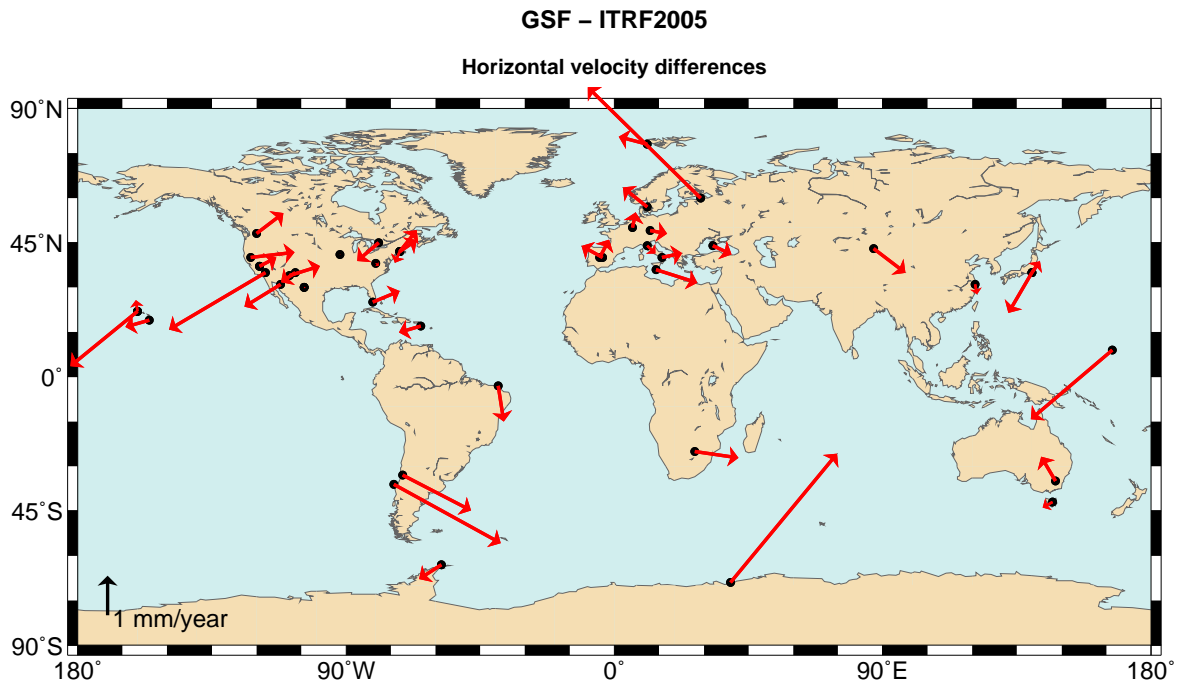 GSF – ITRF2005
Horizontal velocity differences
90˚N
45˚N
0˚
45˚S
90˚S
1 mm/year
180˚ 90˚W 0˚ 90˚E 180˚